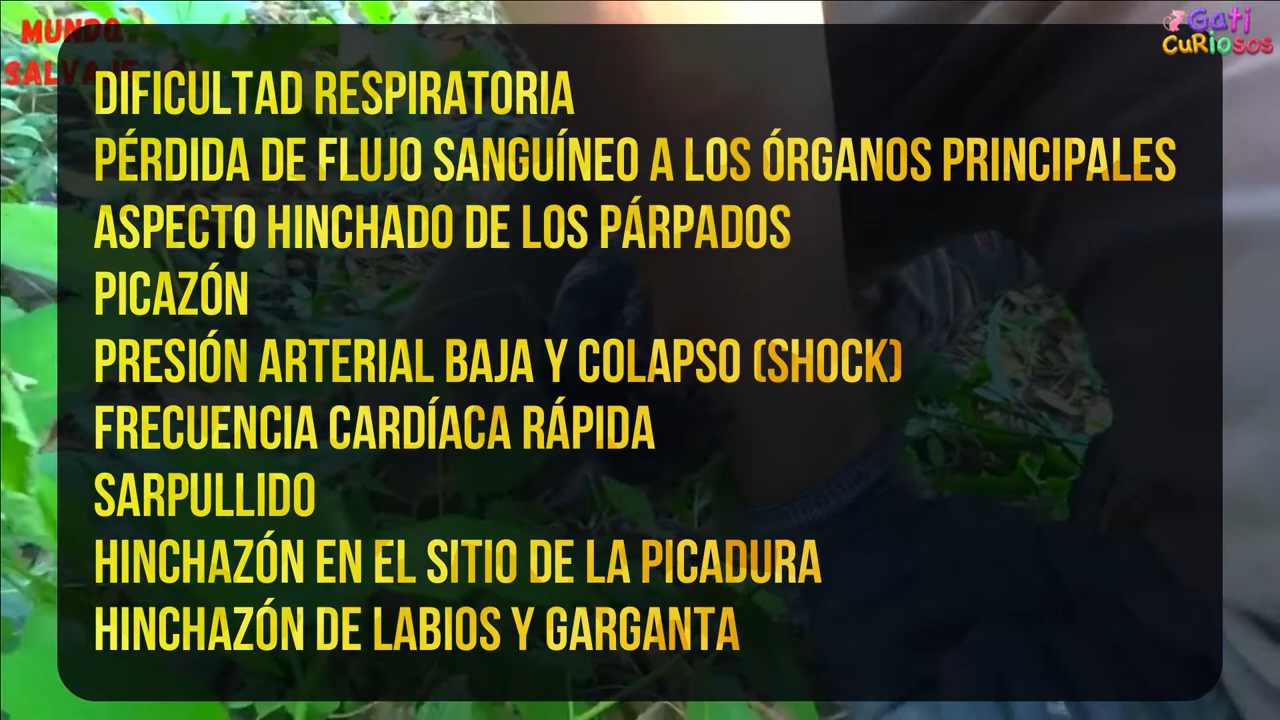 MUNDO
SALVAJE
Gati
CuRiosos
DIFICULTAD RESPIRATORIA
PÉRDIDA DE FLUJO SANGUÍNEO A LOS ÓRGANOS PRINCIPALES
ASPECTO HINCHADO DE LOS PÁRPADOS
PICAZÓN
PRESIÓN ARTERIAL BAJA Y COLAPSO (SHOCK)
FRECUENCIA CARDÍACA RÁPIDA
SARPULLIDO
HINCHAZÓN EN EL SITIO DE LA PICADURA
HINCHAZÓN DE LABIOS Y GARGANTA